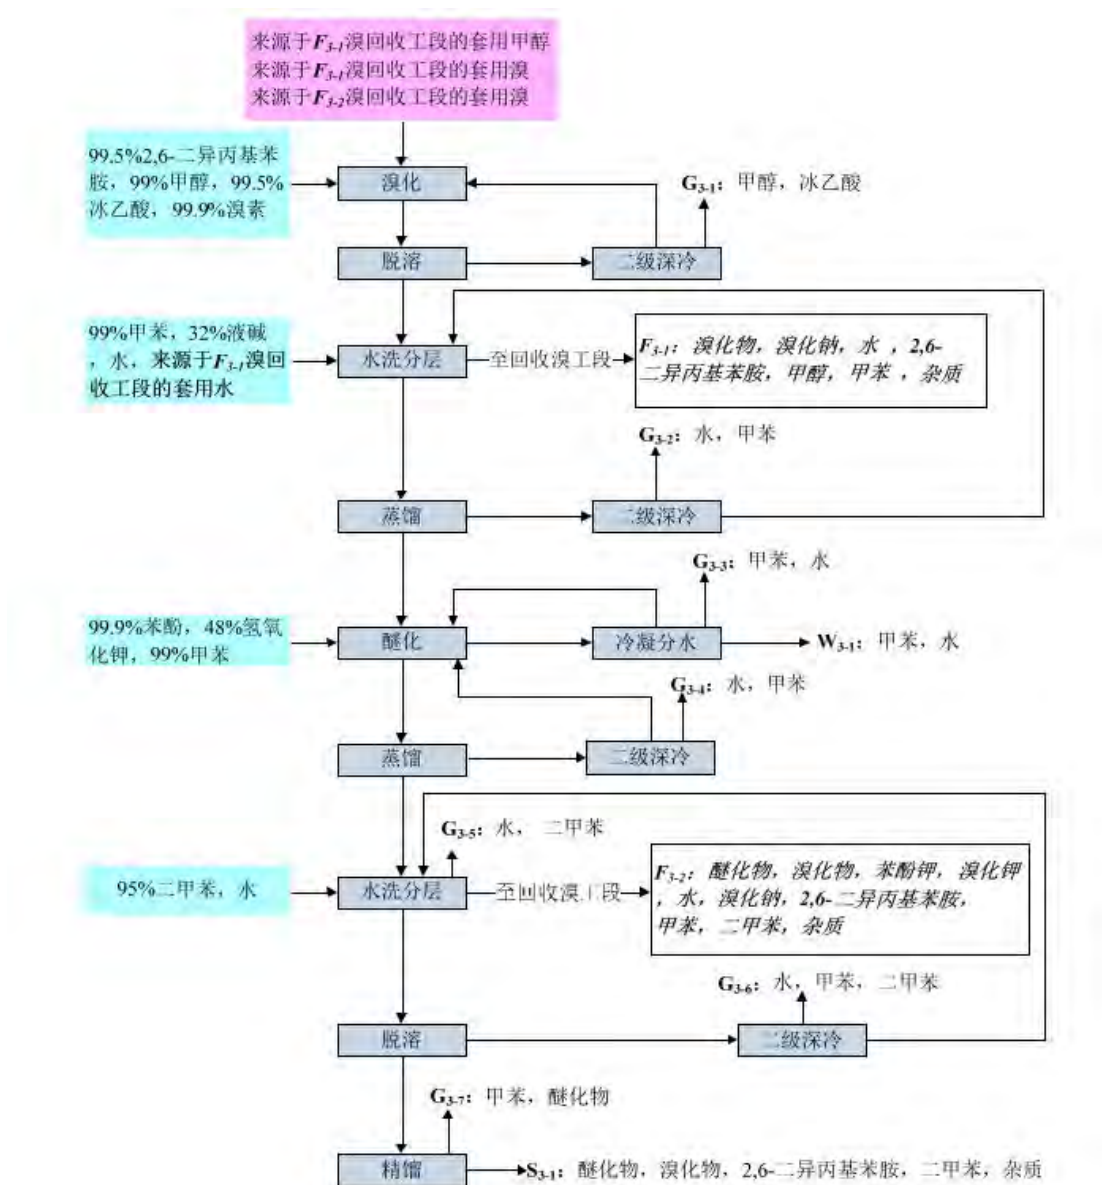 来源于F3-1溴回收工段的套用甲醇
来源于F3-1溴回收工段的套用溴
来源于F3-2溴回收工段的套用溴
99.5%2,6-二异丙基苯
胺，99%甲醇，99.5%
冰乙酸，99.9%溴素
溴化
G3-1：甲醇，冰乙酸
脱溶
二级深冷
99%甲苯，32%液碱
，水，来源于F3-1溴回
收工段的套用水
水洗分层
至回收溴工段
F3-1：溴化物，溴化钠，水，2,6-
二异丙基苯胺，甲醇，甲苯，杂质
G3-2：水，甲苯
蒸馏
二级深冷
G3-3：甲苯，水
99.9%苯酚，48%氢氧
化钾，99%甲苯
醚化
冷凝分水
W3-1：甲苯，水
G3-4：水，甲苯
蒸馏
二级深冷
G3-5：水，二甲苯
95%二甲苯，水
水洗分层
至回收溴工段
F3-2：醚化物，溴化物，苯酚钾，溴化钾
，水，溴化钠，2,6-二异丙基苯胺，
甲苯，二甲苯，杂质
G3-6：水，甲苯，二甲苯
脱溶
二级深冷
G3-7：甲苯，醚化物
精馏
S3-1：醚化物，溴化物，2,6-二异丙基苯胺，二甲苯，杂质